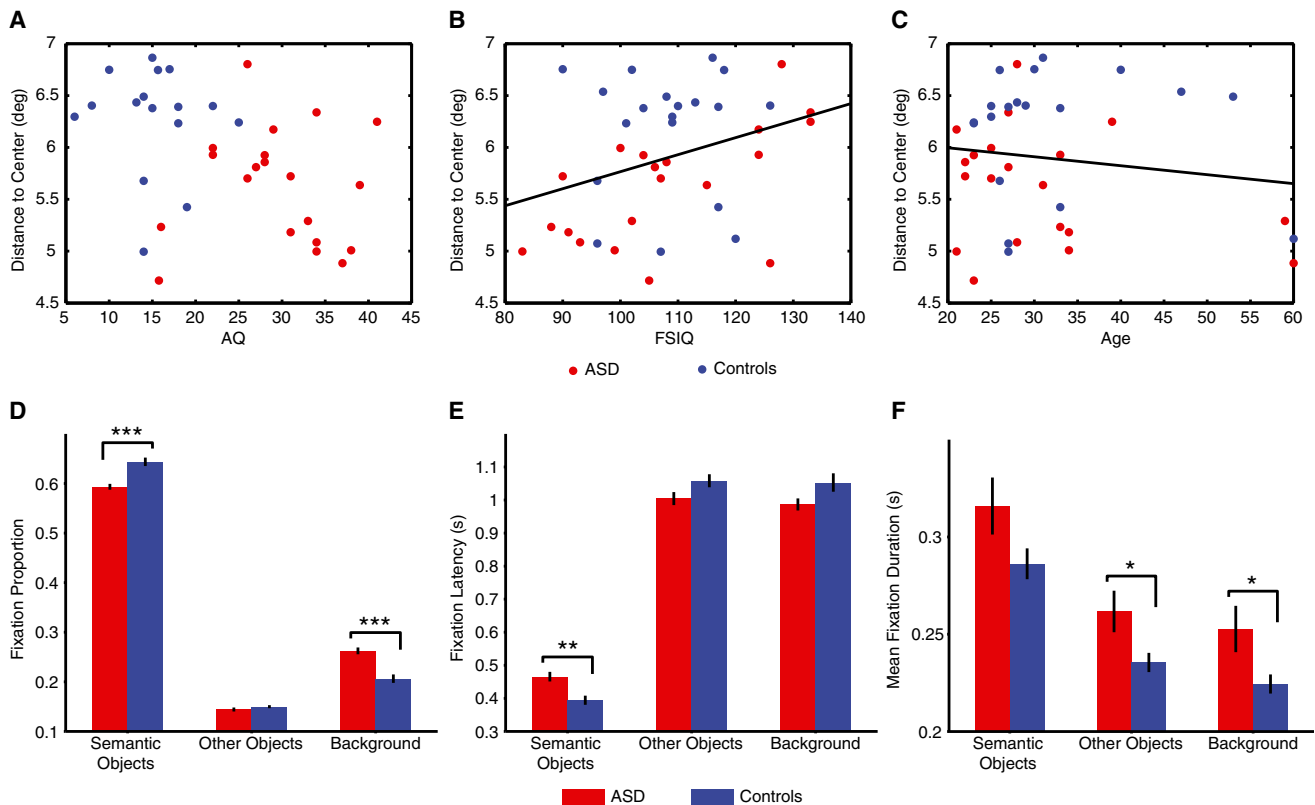 A
B
C
7
6.5
6
5.5
5
4.5
Distance to Center (deg)
5 10 15 20 25 30 35 40 45
AQ
7
6.5
6
5.5
5
4.5
Distance to Center (deg)
80 90 100 110 120 130 140
FSIQ
7
6.5
6
5.5
5
4.5
Distance to Center (deg)
20 25 30 35 40 45 50 55 60
Age
ASD Controls
D
E
F
0.6
0.5
0.4
0.3
0.2
0.1
Fixation Proportion
***
***
Semantic Objects
Other Objects
Background
1.1
1
0.9
0.8
0.7
0.6
0.5
0.4
0.3
Fixation Latency (s)
**
Semantic Objects
Other Objects
Background
0.3
0.25
0.2
Mean Fixation Duration (s)
*
*
Semantic Objects
Other Objects
Background
ASD Controls